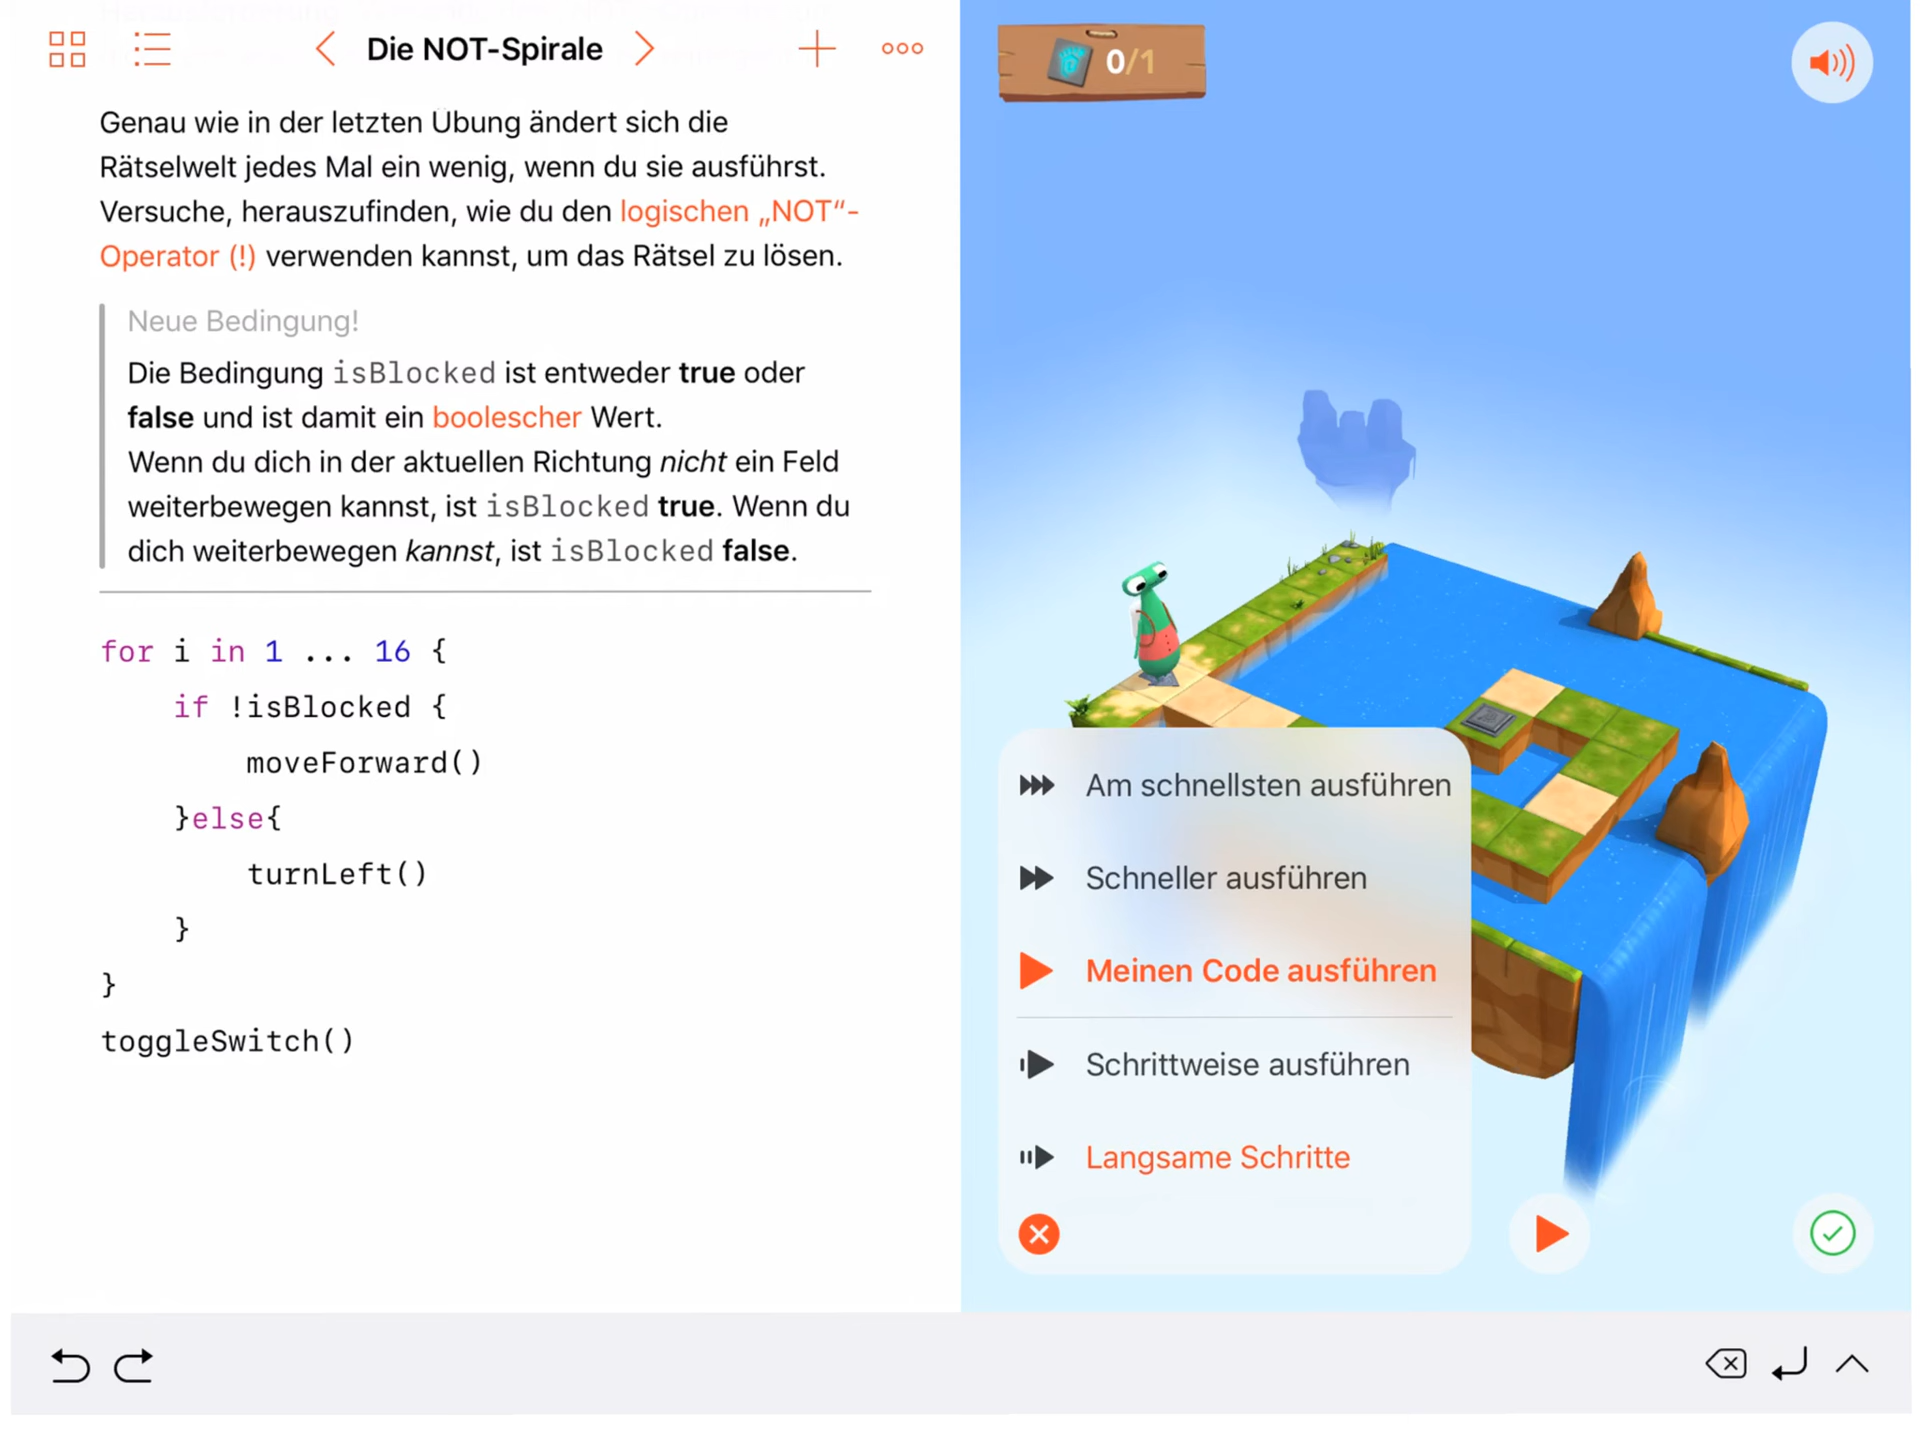 Die NOT-Spirale
Genau wie in der letzten Übung ändert sich die
Rätselwelt jedes Mal ein wenig, wenn du sie ausführst.
Versuche, herauszufinden, wie du den logischen „NOT“-
Operator (!) verwenden kannst, um das Rätsel zu lösen.
Neue Bedingung!
Die Bedingung isBlocked ist entweder true oder
false und ist damit ein boolescher Wert.
Wenn du dich in der aktuellen Richtung nicht ein Feld
weiterbewegen kannst, ist isBlocked true. Wenn du
dich weiterbewegen kannst, ist isBlocked false.
for i in 1 ... 16 {
if !isBlocked {
moveForward()
}else{
turnLeft()
}
}
toggleSwitch()
0/1
Am schnellsten ausführen
Schneller ausführen
Meinen Code ausführen
Schrittweise ausführen
Langsame Schritte